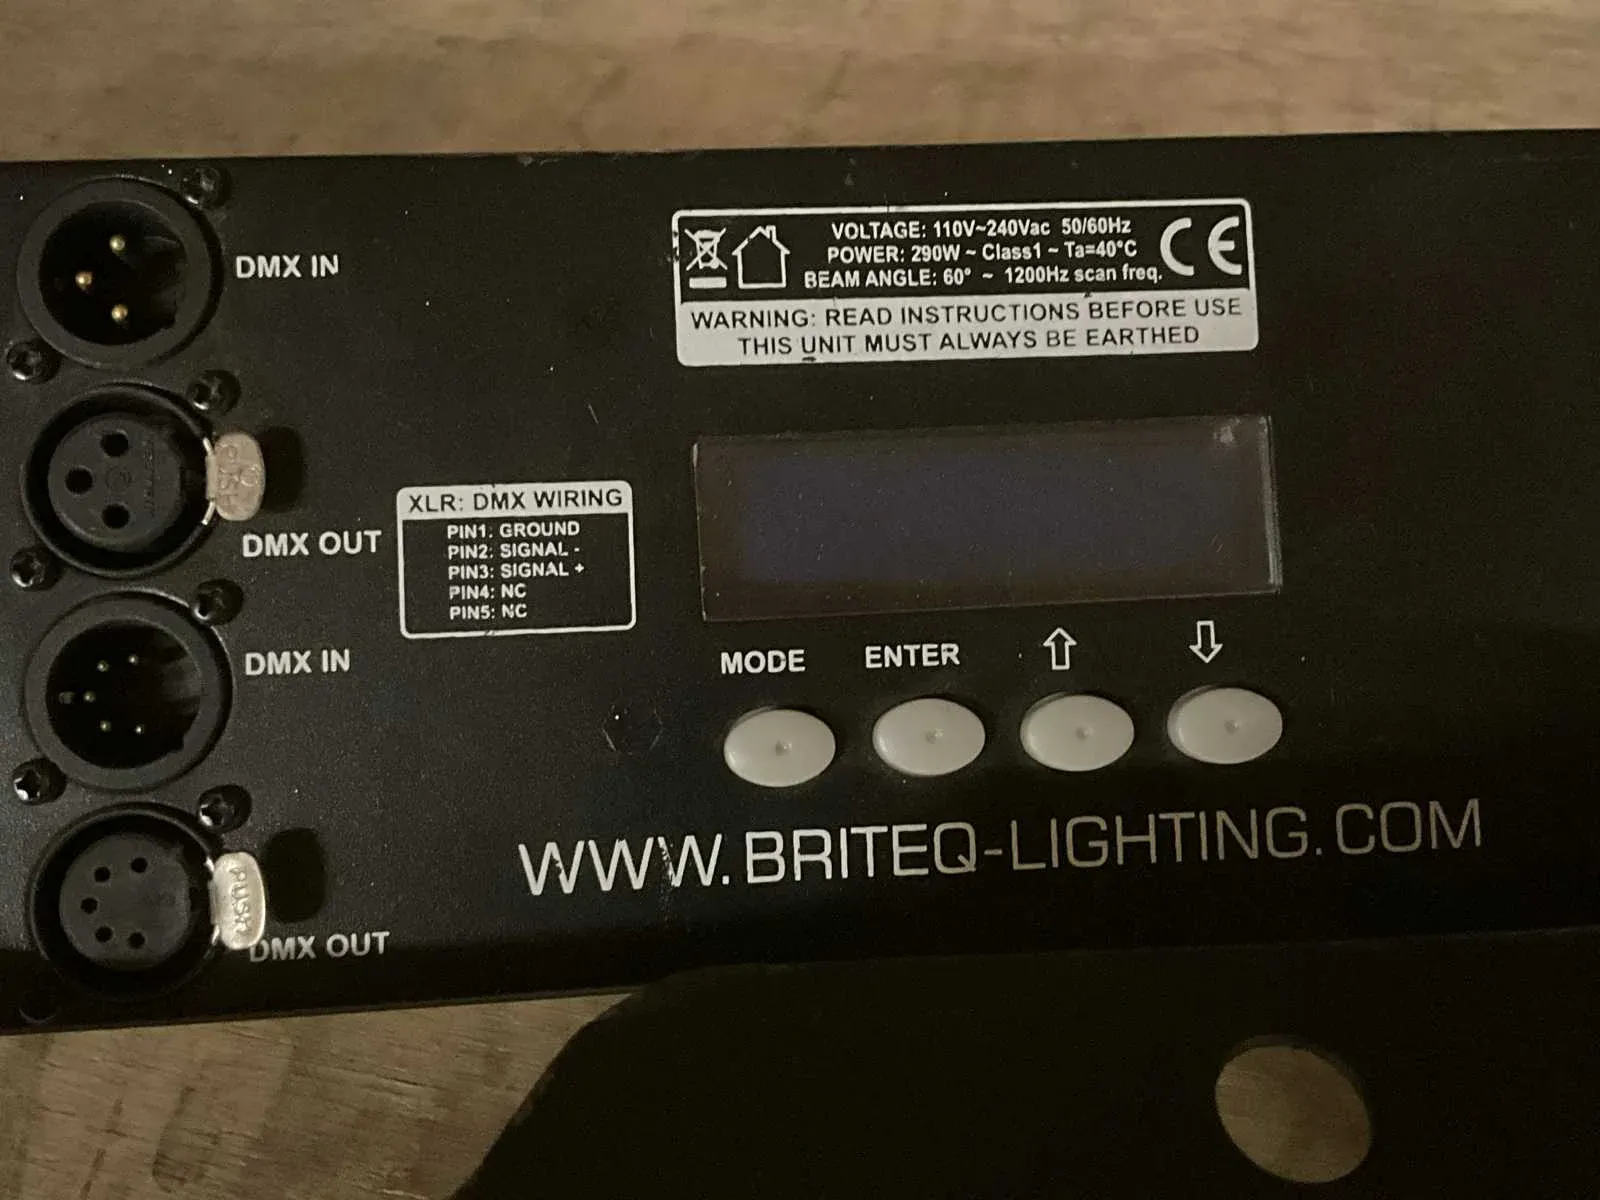 DMX IN
VOLTAGE: 110V~240Vac 50/60Hz
POWER: 290W ~ Class1 ~ Ta=40°C
BEAM ANGLE: 60° ~ 1200Hz scan freq.
CE
WARNING: READ INSTRUCTIONS BEFORE USE
THIS UNIT MUST ALWAYS BE EARTHED
PUSH
DMX OUT
XLR: DMX WIRING
PIN1: GROUND
PIN2: SIGNAL -
PIN3: SIGNAL +
PIN4: NC
PIN5: NC
DMX IN
MODE
ENTER
WWW.BRITEQ-LIGHTING.COM
PUSH
DMX OUT